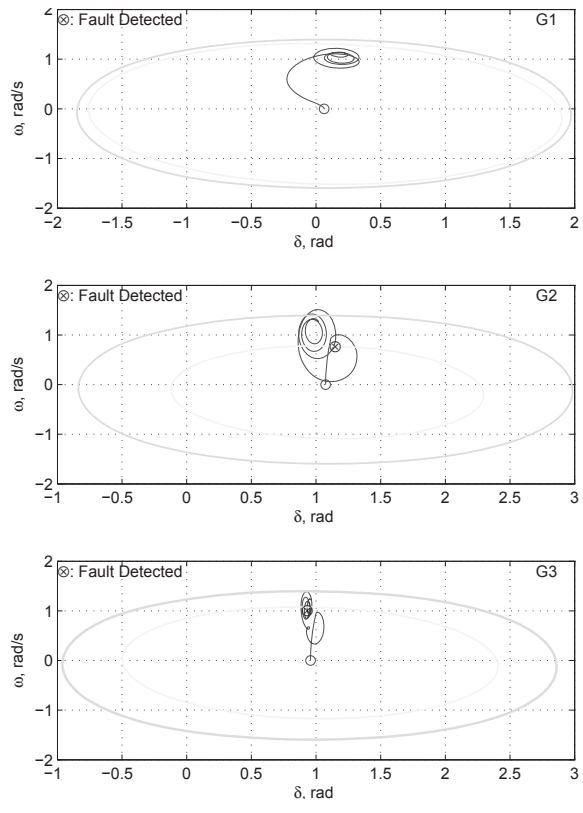 2
⊗: Fault Detected G1
1
0
−1
−2
ω, rad/s
−2 −1.5 −1 −0.5 0 0.5 1 1.5 2
δ, rad
2
⊗: Fault Detected G2
1
0
−1
−2
ω, rad/s
−1 −0.5 0 0.5 1 1.5 2 2.5 3
δ, rad
2
⊗: Fault Detected G3
1
0
−1
−2
ω, rad/s
−1 −0.5 0 0.5 1 1.5 2 2.5 3
δ, rad